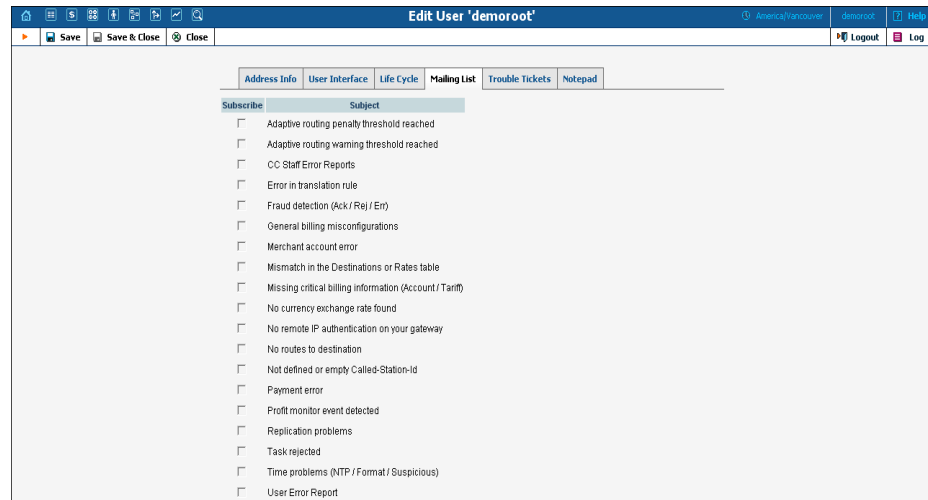 Edit User 'demoroot'
America/Vancouver
demoroot
? Help
Save
Save & Close
Close
Logout
Log
Address Info
User Interface
Life Cycle
Mailing List
Trouble Tickets
Notepad
Subscribe Subject
Adaptive routing penalty threshold reached
Adaptive routing warning threshold reached
CC Staff Error Reports
Error in translation rule
Fraud detection (Ack / Rej / Err)
General billing misconfigurations
Merchant account error
Mismatch in the Destinations or Rates table
Missing critical billing information (Account / Tariff)
No currency exchange rate found
No remote IP authentication on your gateway
No routes to destination
Not defined or empty Called-Station-Id
Payment error
Profit monitor event detected
Replication problems
Task rejected
Time problems (NTP / Format / Suspicious)
User Error Report